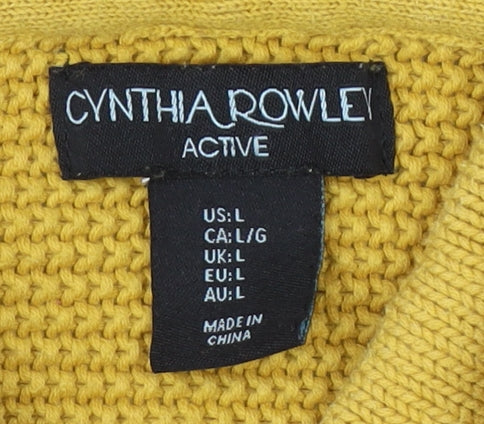 CYNTHIA ROWLEY
ACTIVE
US: L
CA: L/G
UK: L
EU: L
AU: L
MADE IN
CHINA